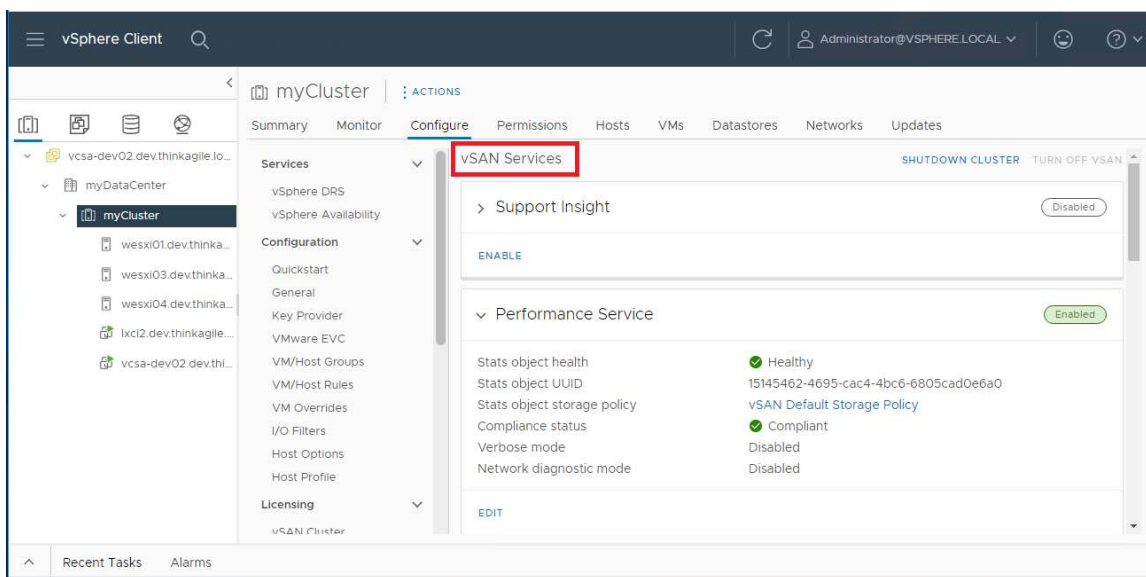 vSphere Client
Administrator@VSPHERE.LOCAL
myCluster
ACTIONS
Summary Monitor Configure Permissions Hosts VMs Datastores Networks Updates
vcsa-dev02.dev.thinkagile.lo...
myDataCenter
myCluster
wesxi01.dev.thinka...
wesxi03.dev.thinka...
wesxi04.dev.thinka...
lxci2.dev.thinkagile....
vcsa-dev02.dev.thi...
Services
vSphere DRS
vSphere Availability
Configuration
Quickstart
General
Key Provider
VMware EVC
VM/Host Groups
VM/Host Rules
VM Overrides
I/O Filters
Host Options
Host Profile
Licensing
vSAN Cluster
vSAN Services
SHUTDOWN CLUSTER TURN OFF VSAN
Support Insight Disabled
ENABLE
Performance Service Enabled
Stats object health Healthy
Stats object UUID 15145462-4695-cac4-4bc6-6805cad0e6a0
Stats object storage policy vSAN Default Storage Policy
Compliance status Compliant
Verbose mode Disabled
Network diagnostic mode Disabled
EDIT
Recent Tasks Alarms